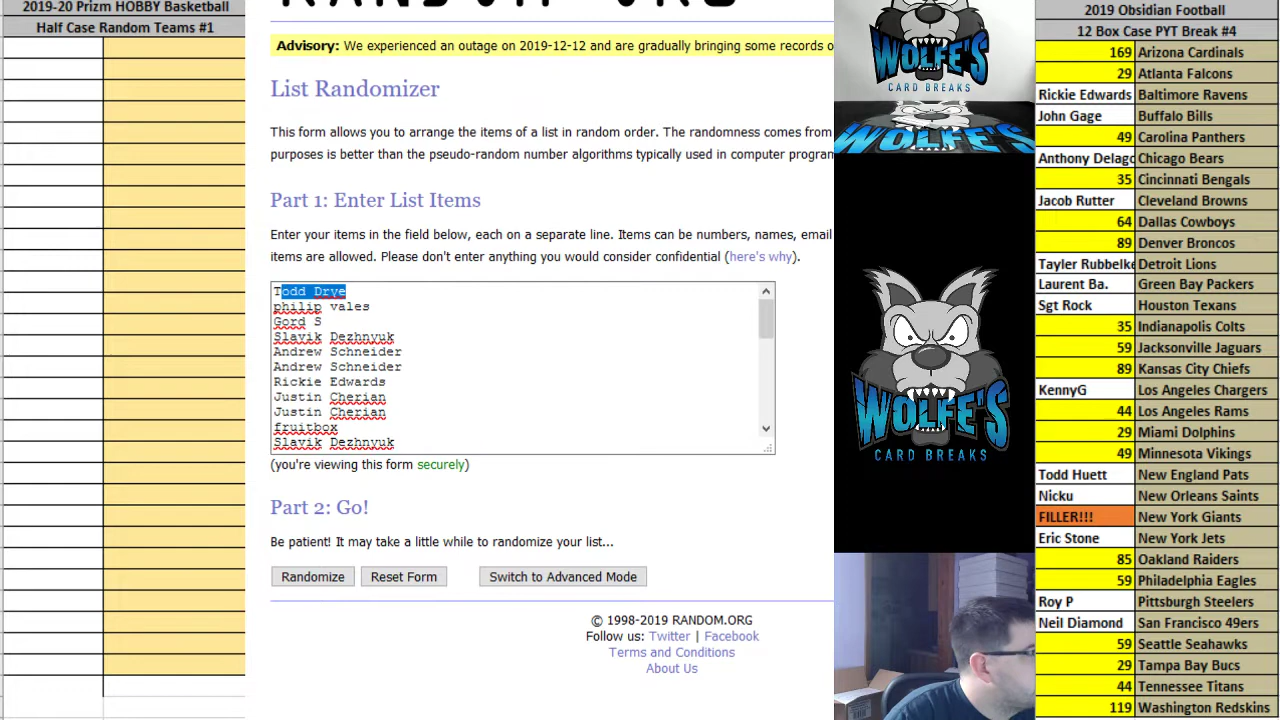 2019-20 Prizm HOBBY Basketball
Half Case Random Teams #1
RANDOM.ORG
Advisory: We experienced an outage on 2019-12-12 and are gradually bringing some records o
List Randomizer
This form allows you to arrange the items of a list in random order. The randomness comes from
purposes is better than the pseudo-random number algorithms typically used in computer program
Part 1: Enter List Items
Enter your items in the field below, each on a separate line. Items can be numbers, names, email
items are allowed. Please don't enter anything you would consider confidential (here's why).
Todd Drye
philip vales
Gord S
Slavik Dezhnyuk
Andrew Schneider
Andrew Schneider
Rickie Edwards
Justin Cherian
Justin Cherian
fruitbox
Slavik Dezhnyuk
(you're viewing this form securely)
Part 2: Go!
Be patient! It may take a little while to randomize your list...
Randomize Reset Form Switch to Advanced Mode
© 1998-2019 RANDOM.ORG
Follow us: Twitter | Facebook
Terms and Conditions
About Us
WOLFE'S
CARD BREAKS
WOLFE'S
WOLFE'S
CARD BREAKS
2019 Obsidian Football
12 Box Case PYT Break #4
169 Arizona Cardinals
29 Atlanta Falcons
Rickie Edwards Baltimore Ravens
John Gage Buffalo Bills
49 Carolina Panthers
Anthony Delago Chicago Bears
35 Cincinnati Bengals
Jacob Rutter Cleveland Browns
64 Dallas Cowboys
89 Denver Broncos
Tayler Rubbelke Detroit Lions
Laurent Ba. Green Bay Packers
Sgt Rock Houston Texans
35 Indianapolis Colts
59 Jacksonville Jaguars
89 Kansas City Chiefs
KennyG Los Angeles Chargers
44 Los Angeles Rams
29 Miami Dolphins
49 Minnesota Vikings
Todd Huett New England Pats
Nicku New Orleans Saints
FILLER!!! New York Giants
Eric Stone New York Jets
85 Oakland Raiders
59 Philadelphia Eagles
Roy P Pittsburgh Steelers
Neil Diamond San Francisco 49ers
59 Seattle Seahawks
29 Tampa Bay Bucs
44 Tennessee Titans
119 Washington Redskins